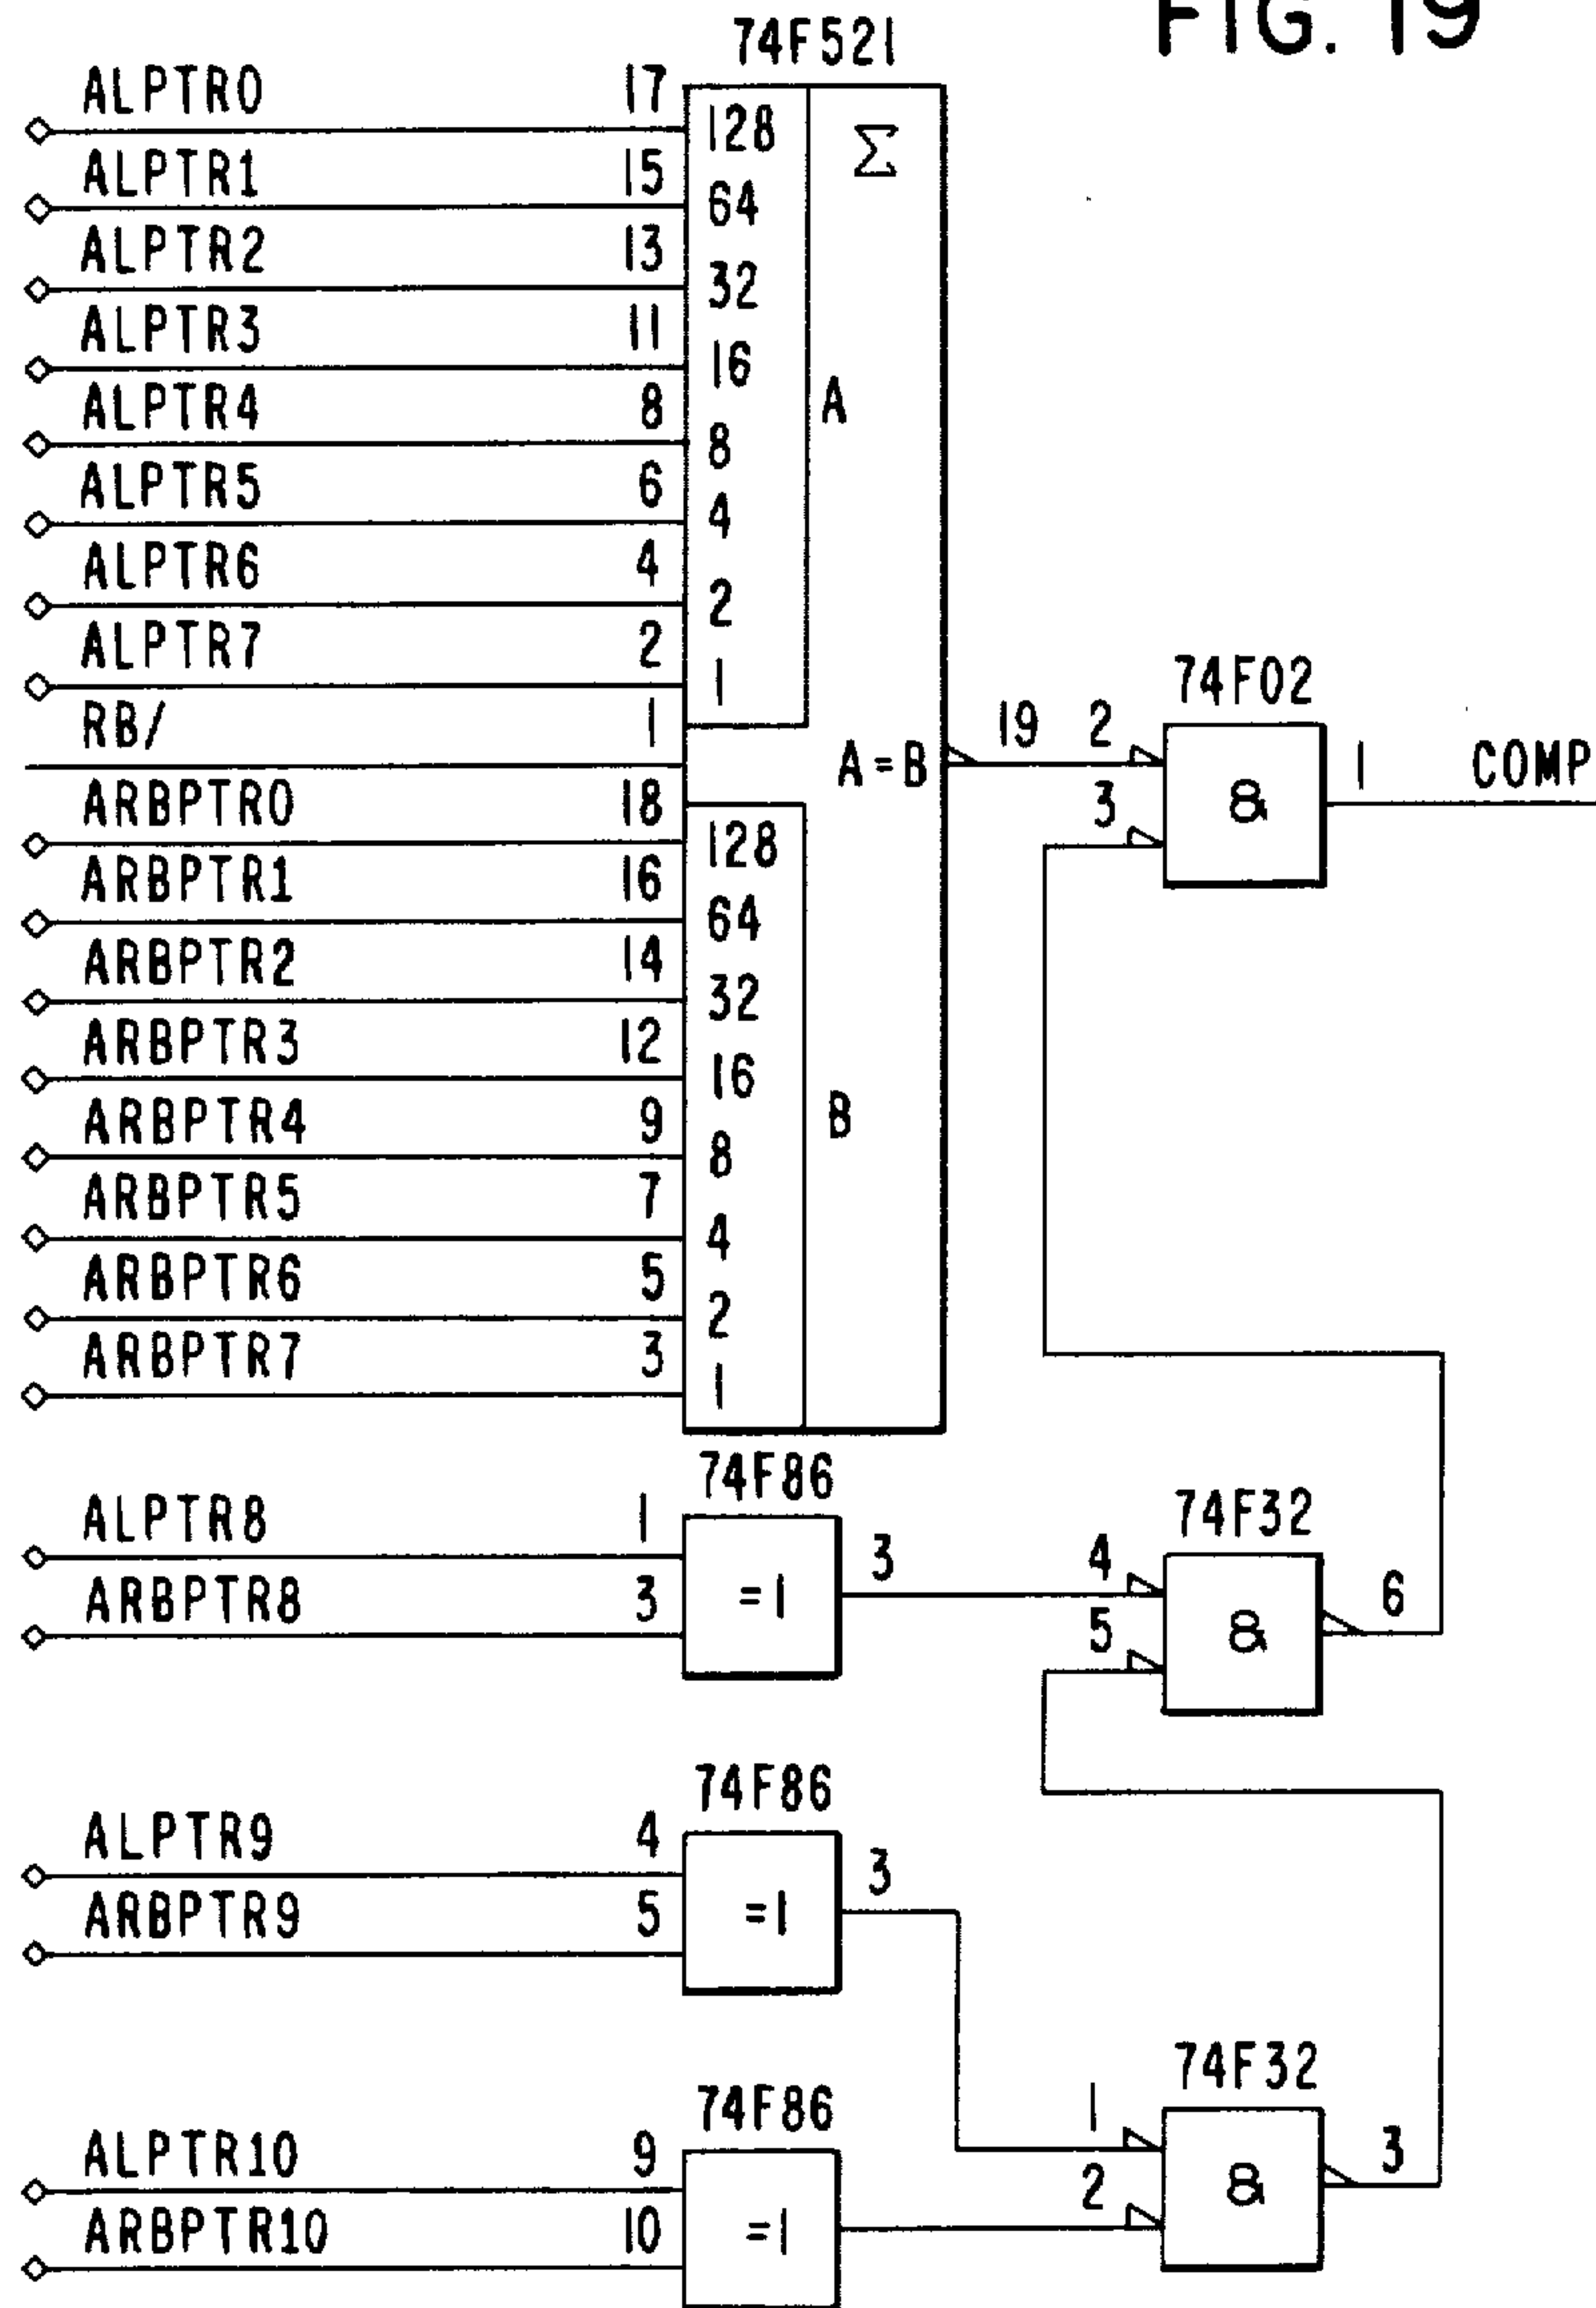 FIG. 19
74F521
ALPTR0 17 128 Σ
ALPTR1 15 64
ALPTR2 13 32
ALPTR3 11 16
A
ALPTR4 8 8
ALPTR5 6 4
ALPTR6 4 2
ALPTR7 2 1
74F02
RB/ 1 A=B 19 2
1 COMP
3 &
ARBPTR0 18 128
ARBPTR1 16 64
ARBPTR2 14 32
ARBPTR3 12 16
B
ARBPTR4 9 8
ARBPTR5 7 4
ARBPTR6 5 2
ARBPTR7 3 1
74F86
74F32
ALPTR8 1
=1 3 4
ARBPTR8 3
5 & 6
74F86
ALPTR9 4
=1 3
ARBPTR9 5
74F32
74F86
1
ALPTR10 9
2 & 3
ARBPTR10 10 =1